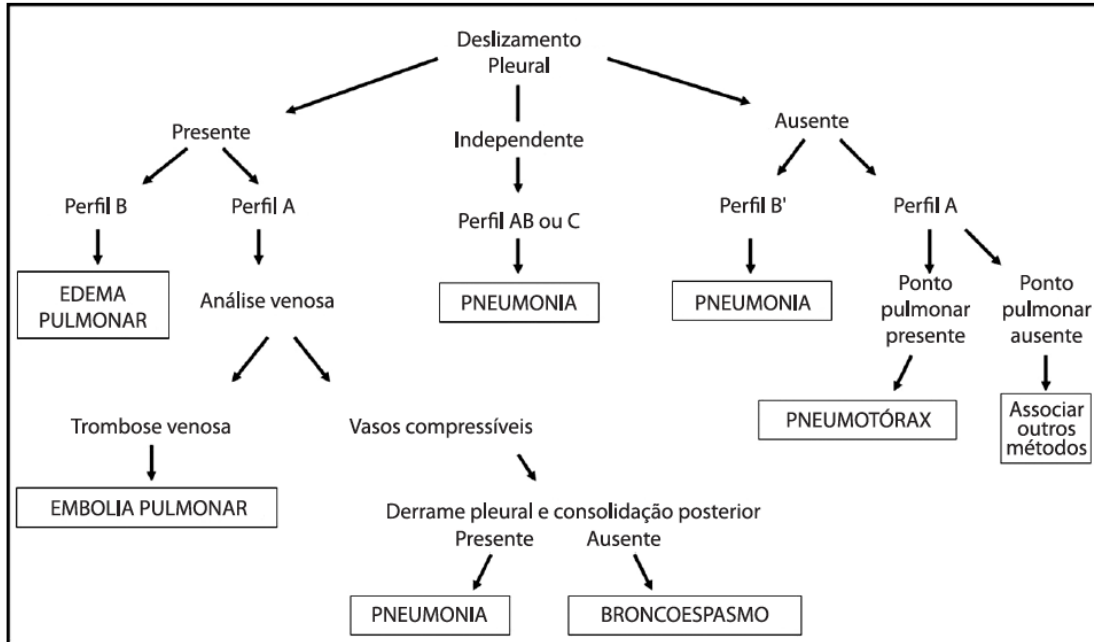 Deslizamento
Pleural
Presente
Independente
Ausente
Perfil B
Perfil A
Perfil AB ou C
Perfil B'
Perfil A
EDEMA
PULMONAR
Análise venosa
PNEUMONIA
PNEUMONIA
Ponto
pulmonar
presente
Ponto
pulmonar
ausente
Trombose venosa
Vasos compressíveis
PNEUMOTÓRAX
Associar
outros
métodos
EMBOLIA PULMONAR
Derrame pleural e consolidação posterior
Presente
Ausente
PNEUMONIA
BRONCOESPASMO